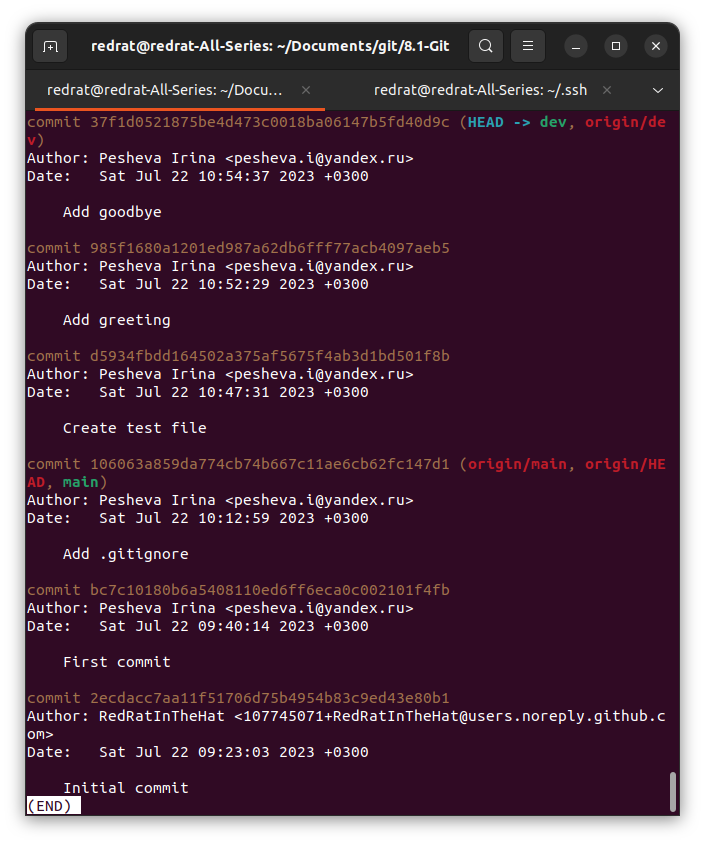 redrat@redrat-All-Series: ~/Documents/git/8.1-Git
redrat@redrat-All-Series: ~/Docu...
redrat@redrat-All-Series: ~/.ssh
commit 37f1d0521875be4d473c0018ba06147b5fd40d9c (HEAD -> dev, origin/de
v)
Author: Pesheva Irina <pesheva.i@yandex.ru>
Date:   Sat Jul 22 10:54:37 2023 +0300
    Add goodbye
commit 985f1680a1201ed987a62db6fff77acb4097aeb5
Author: Pesheva Irina <pesheva.i@yandex.ru>
Date:   Sat Jul 22 10:52:29 2023 +0300
    Add greeting
commit d5934fbdd164502a375af5675f4ab3d1bd501f8b
Author: Pesheva Irina <pesheva.i@yandex.ru>
Date:   Sat Jul 22 10:47:31 2023 +0300
    Create test file
commit 106063a859da774cb74b667c11ae6cb62fc147d1 (origin/main, origin/HE
AD, main)
Author: Pesheva Irina <pesheva.i@yandex.ru>
Date:   Sat Jul 22 10:12:59 2023 +0300
    Add .gitignore
commit bc7c10180b6a5408110ed6ff6eca0c002101f4fb
Author: Pesheva Irina <pesheva.i@yandex.ru>
Date:   Sat Jul 22 09:40:14 2023 +0300
    First commit
commit 2ecdacc7aa11f51706d75b4954b83c9ed43e80b1
Author: RedRatInTheHat <107745071+RedRatInTheHat@users.noreply.github.c
om>
Date:   Sat Jul 22 09:23:03 2023 +0300
    Initial commit
(END)